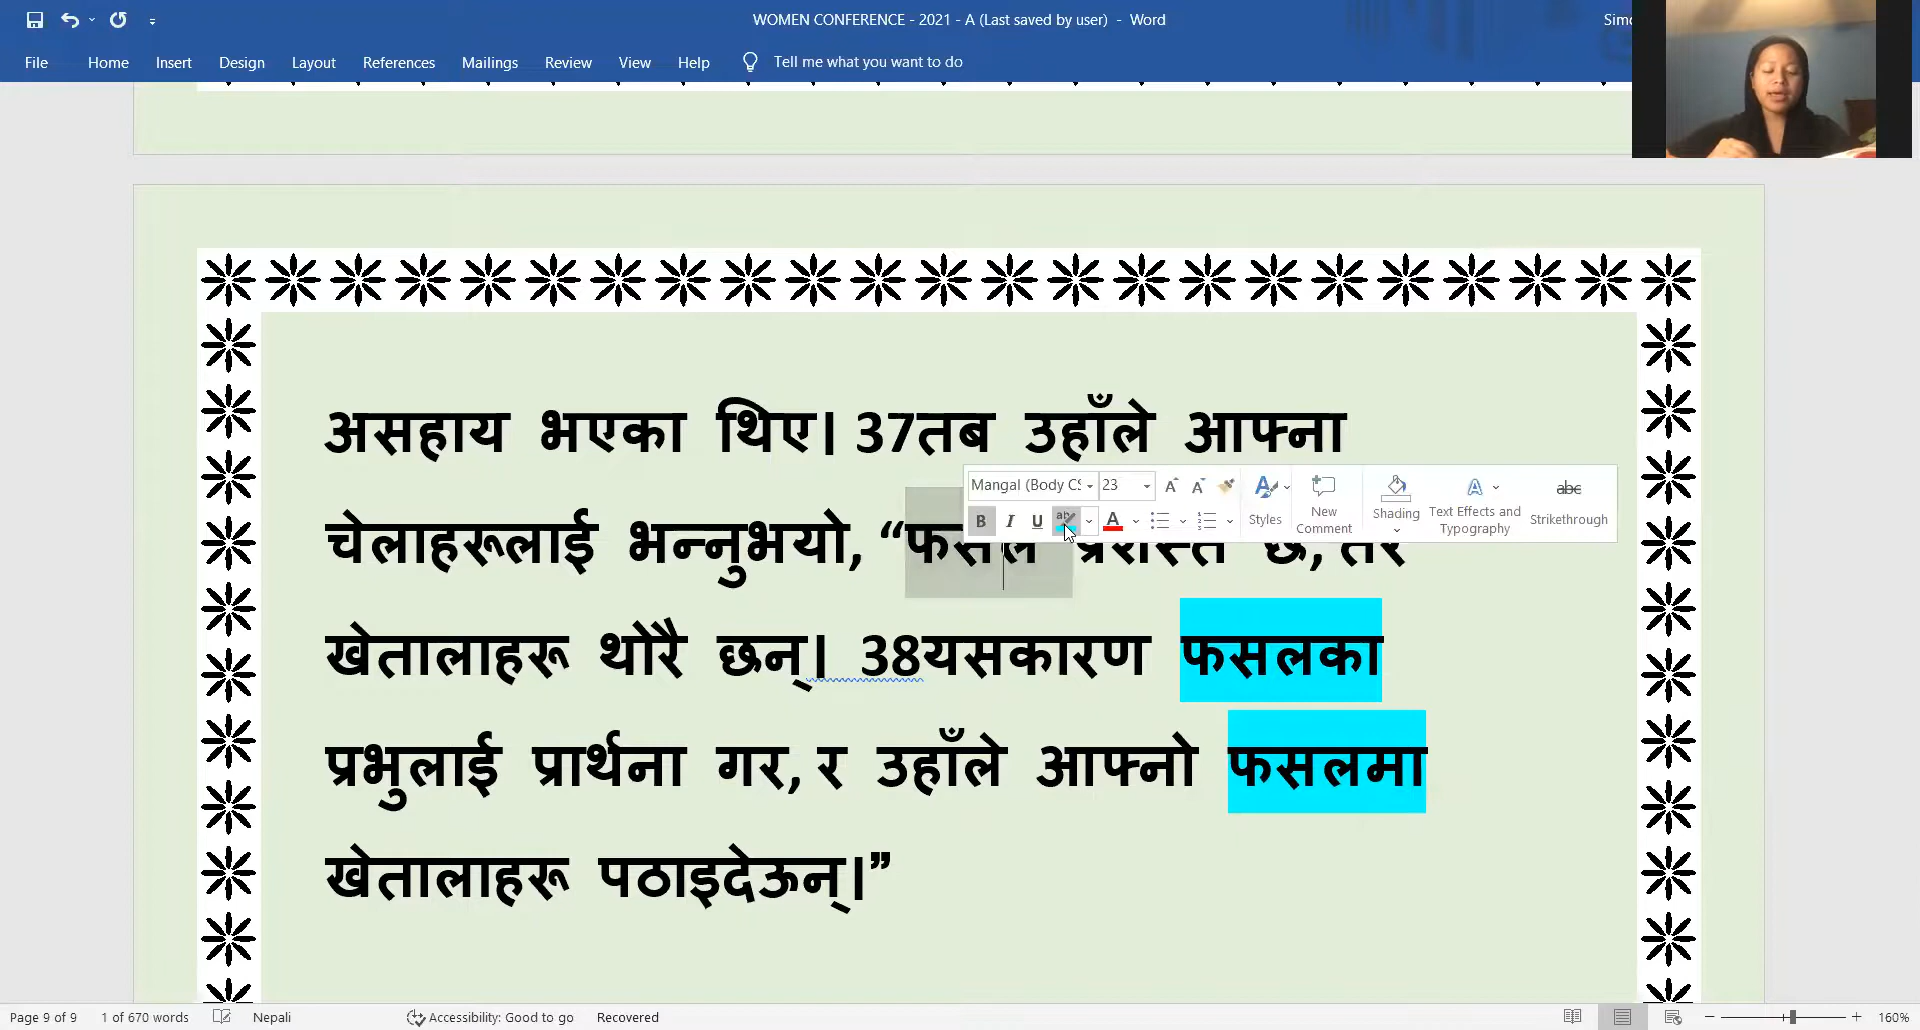 WOMEN CONFERENCE - 2021 - A (Last saved by user) - Word
File Home Insert Design Layout References Mailings Review View Help Tell me what you want to do
असहाय भएका थिए। 37तब उहाँले आफ्ना
Mangal (Body CS 23
B I U Styles New Comment Shading Text Effects and Typography Strikethrough
चेलाहरूलाई भन्नुभयो, “फसल प्रशस्त छ, तर
खेतालाहरू थोरै छन्। 38यसकारण फसलका
प्रभुलाई प्रार्थना गर, र उहाँले आफ्नो फसलमा
खेतालाहरू पठाइदेऊन्।”
Page 9 of 9 1 of 670 words Nepali Accessibility: Good to go Recovered 160%